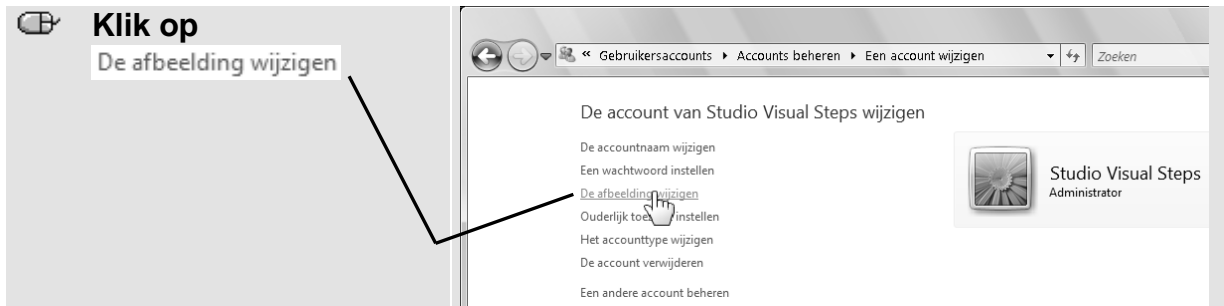 Klik op
De afbeelding wijzigen
« Gebruikersaccounts ▸ Accounts beheren ▸ Een account wijzigen
Zoeken
De account van Studio Visual Steps wijzigen
De accountnaam wijzigen
Een wachtwoord instellen
De afbeelding wijzigen
Ouderlijk toezicht instellen
Het accounttype wijzigen
De account verwijderen
Een andere account beheren
Studio Visual Steps
Administrator